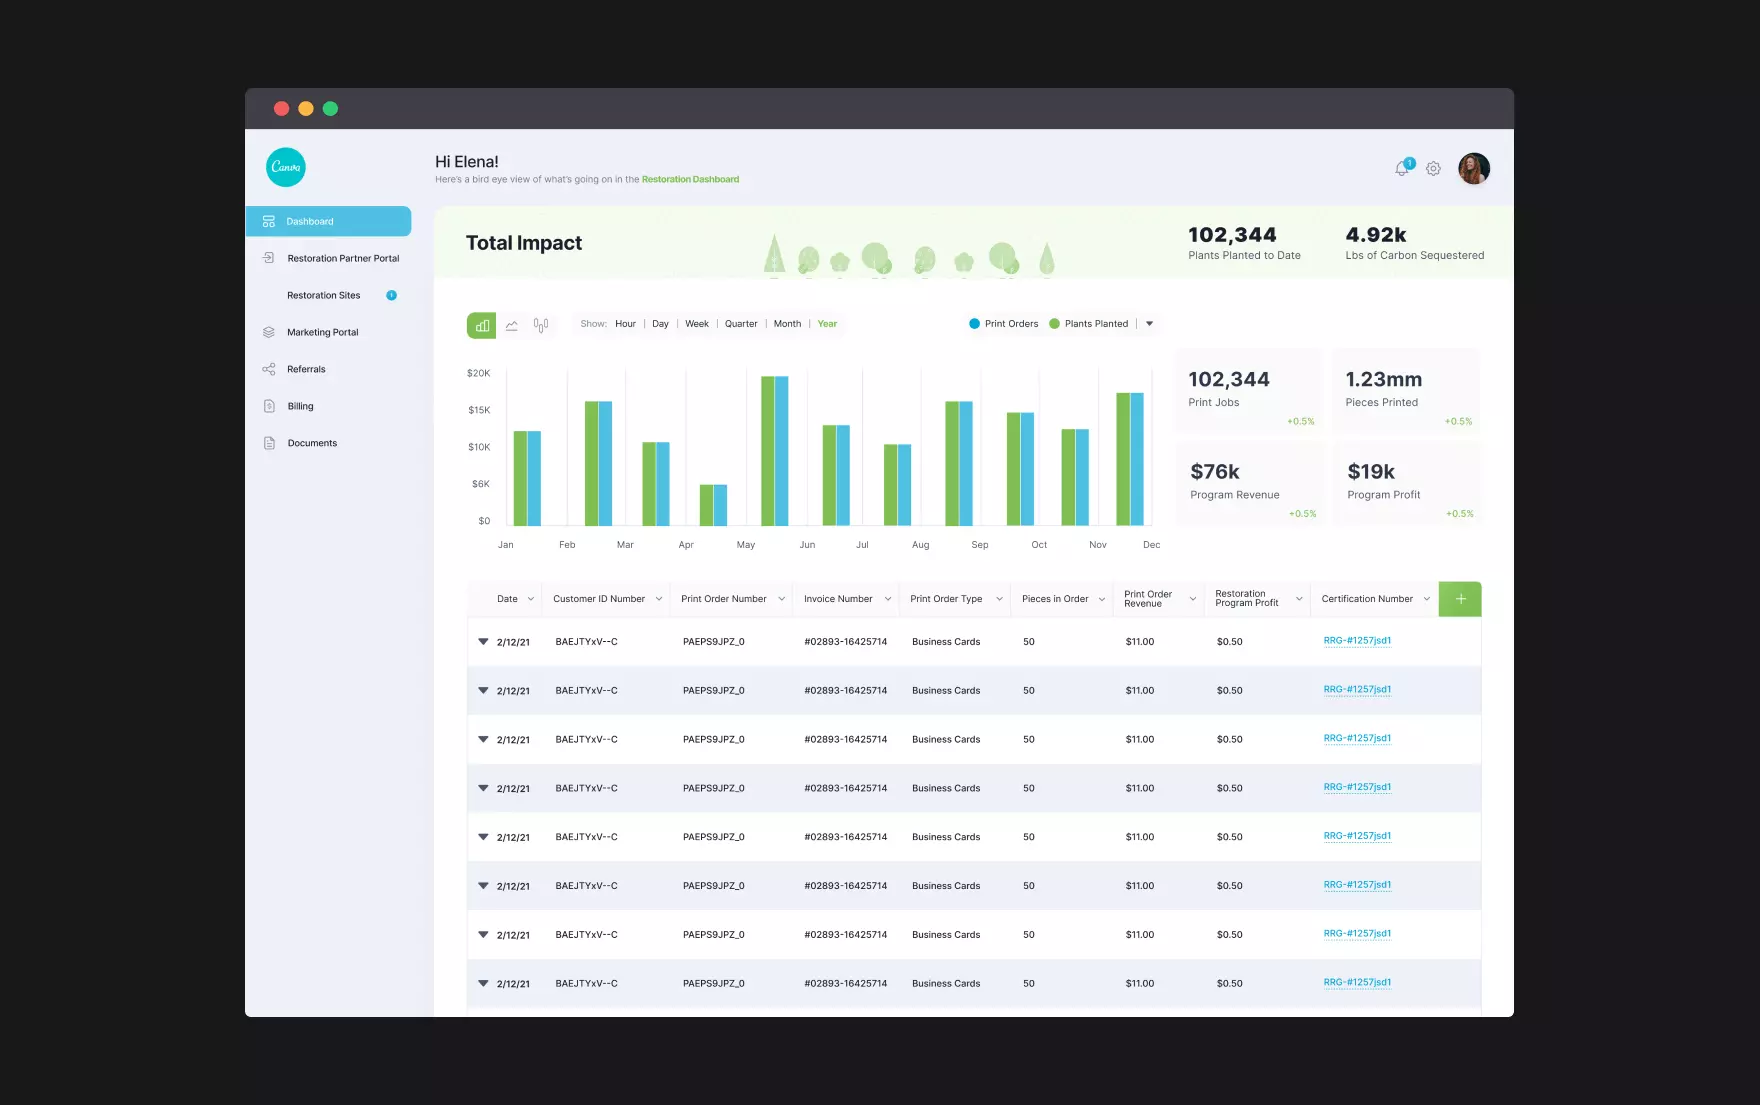 Canva
Hi Elena!
Here's a bird eye view of what's going on in the Restoration Dashboard
1
Dashboard
Restoration Partner Portal
Restoration Sites 1
Marketing Portal
Referrals
Billing
Documents
Total Impact
102,344
Plants Planted to Date
4.92k
Lbs of Carbon Sequestered
Show: Hour | Day | Week | Quarter | Month | Year
Print Orders Plants Planted
$20K
$15K
$10K
$6K
$0
Jan Feb Mar Apr May Jun Jul Aug Sep Oct Nov Dec
102,344
Print Jobs
+0.5%
1.23mm
Pieces Printed
+0.5%
$76k
Program Revenue
+0.5%
$19k
Program Profit
+0.5%
Date Customer ID Number Print Order Number Invoice Number Print Order Type Pieces in Order Print Order Revenue Restoration Program Profit Certification Number +
2/12/21 BAEJTYxV--C PAEPS9JPZ_0 #02893-16425714 Business Cards 50 $11.00 $0.50 RRG-#1257jsd1
2/12/21 BAEJTYxV--C PAEPS9JPZ_0 #02893-16425714 Business Cards 50 $11.00 $0.50 RRG-#1257jsd1
2/12/21 BAEJTYxV--C PAEPS9JPZ_0 #02893-16425714 Business Cards 50 $11.00 $0.50 RRG-#1257jsd1
2/12/21 BAEJTYxV--C PAEPS9JPZ_0 #02893-16425714 Business Cards 50 $11.00 $0.50 RRG-#1257jsd1
2/12/21 BAEJTYxV--C PAEPS9JPZ_0 #02893-16425714 Business Cards 50 $11.00 $0.50 RRG-#1257jsd1
2/12/21 BAEJTYxV--C PAEPS9JPZ_0 #02893-16425714 Business Cards 50 $11.00 $0.50 RRG-#1257jsd1
2/12/21 BAEJTYxV--C PAEPS9JPZ_0 #02893-16425714 Business Cards 50 $11.00 $0.50 RRG-#1257jsd1
2/12/21 BAEJTYxV--C PAEPS9JPZ_0 #02893-16425714 Business Cards 50 $11.00 $0.50 RRG-#1257jsd1